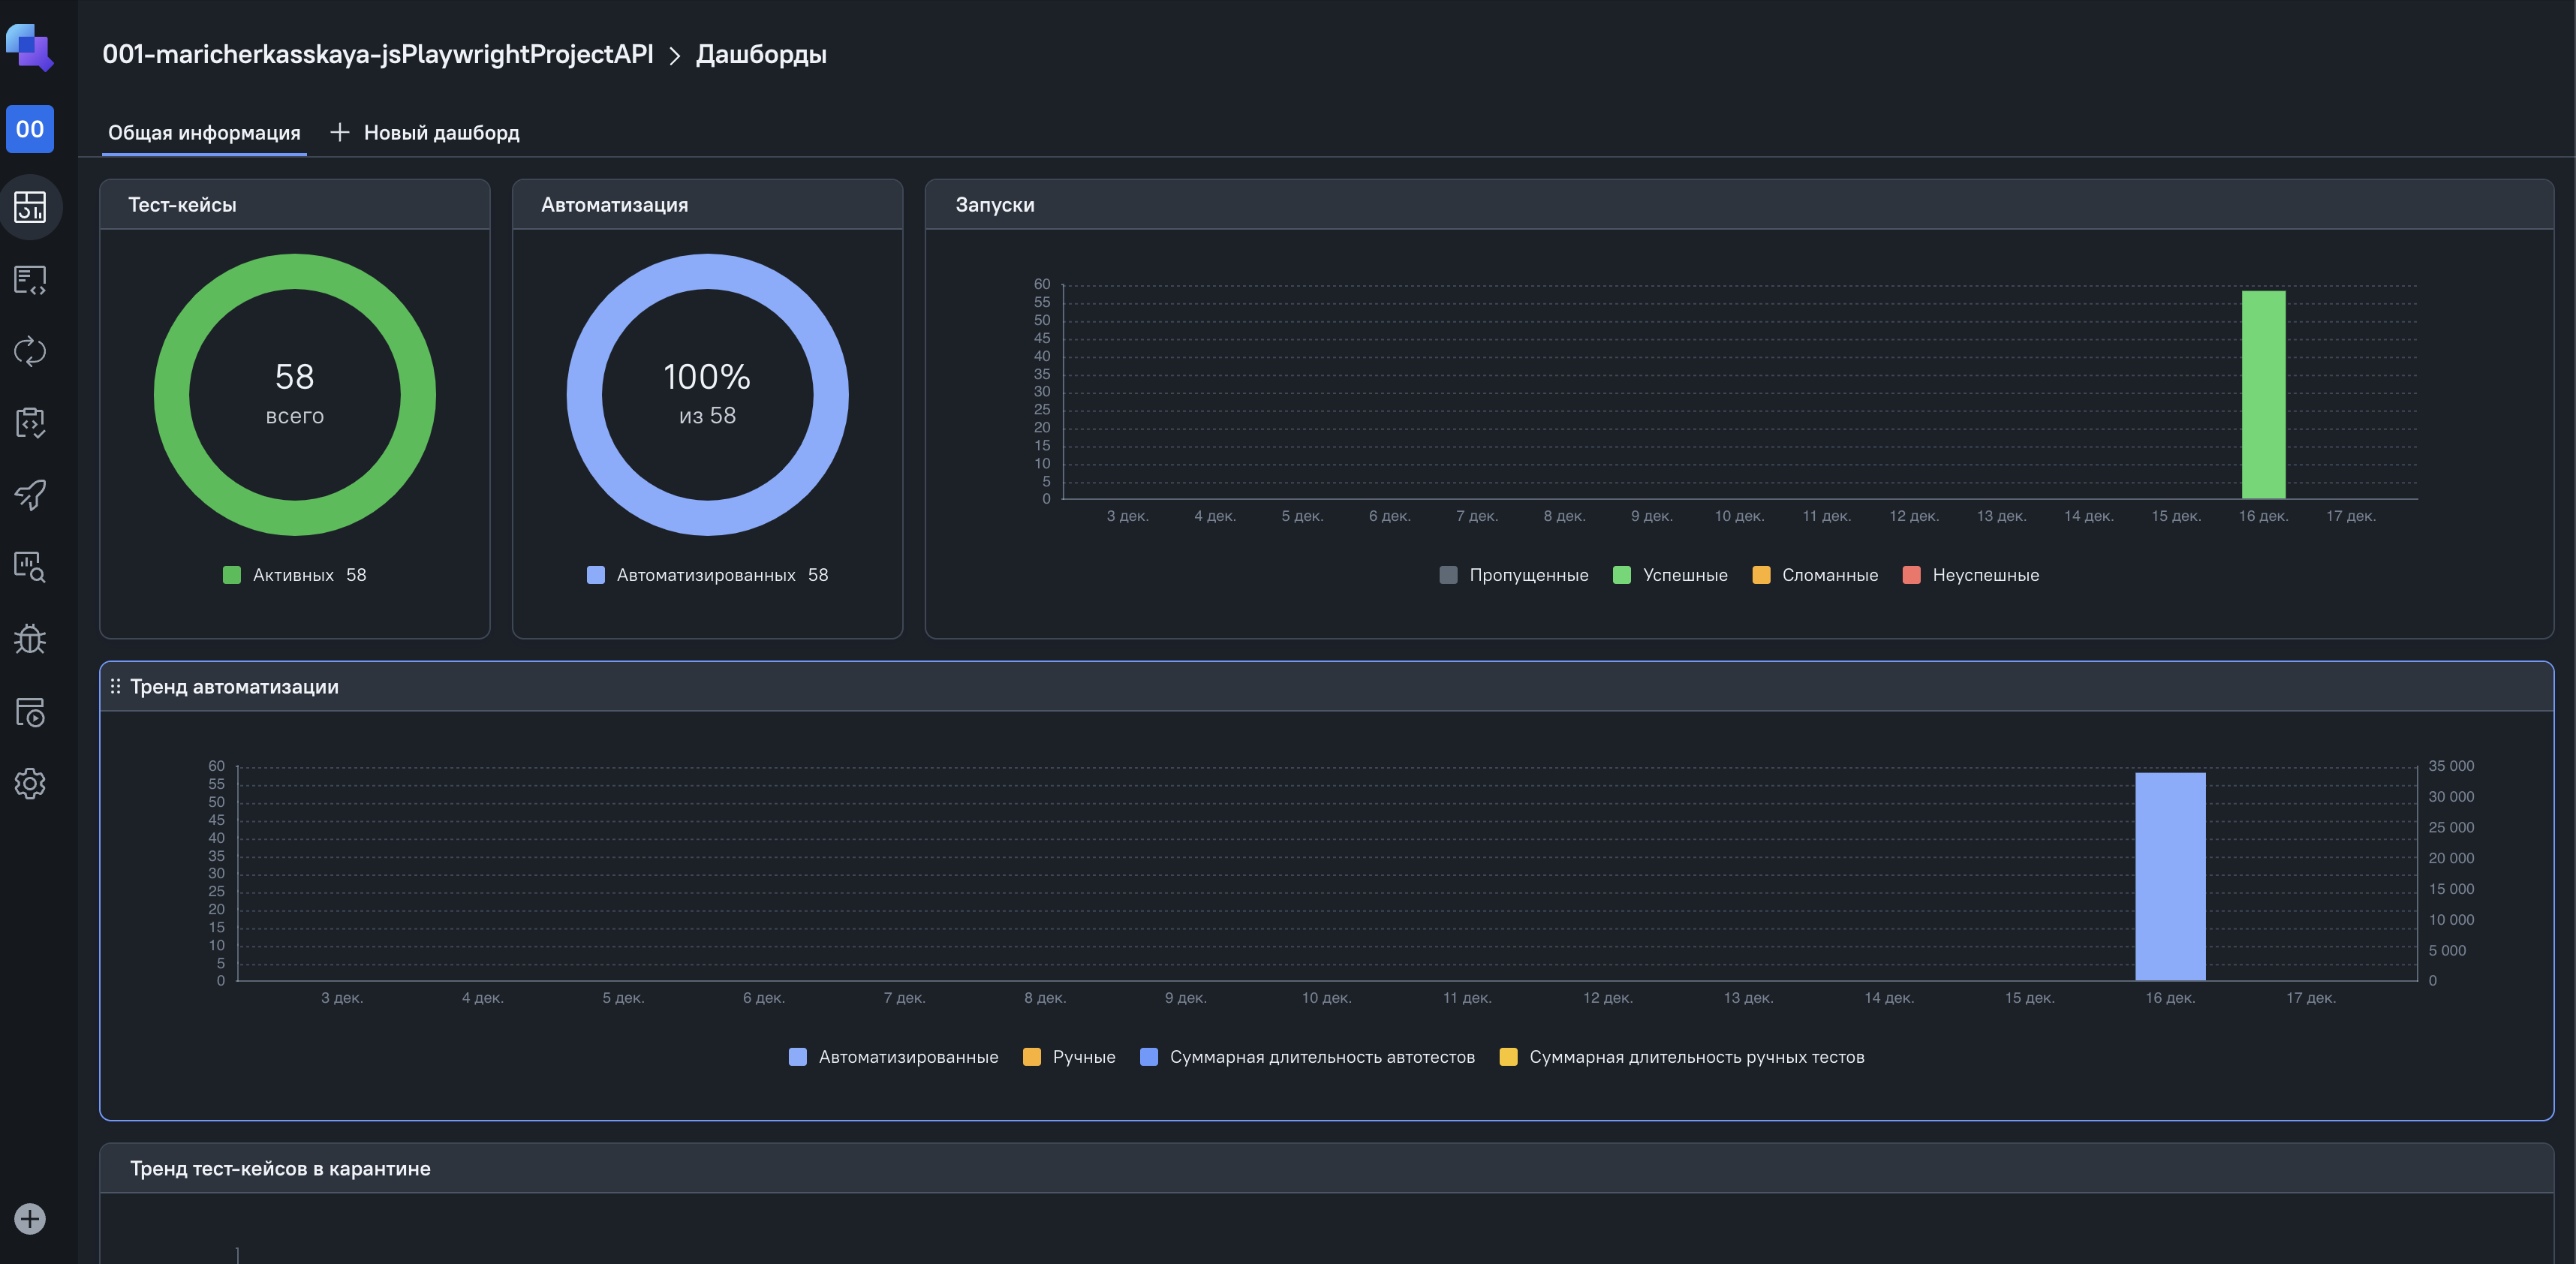 001-maricherkasskaya-jsPlaywrightProjectAPI > Дашборды
00
Общая информация + Новый дашборд
Тест-кейсы
58
всего
Активных 58
Автоматизация
100%
из 58
Автоматизированных 58
Запуски
60
55
50
45
40
35
30
25
20
15
10
5
0
3 дек. 4 дек. 5 дек. 6 дек. 7 дек. 8 дек. 9 дек. 10 дек. 11 дек. 12 дек. 13 дек. 14 дек. 15 дек. 16 дек. 17 дек.
Пропущенные Успешные Сломанные Неуспешные
Тренд автоматизации
60
55
50
45
40
35
30
25
20
15
10
5
0
35 000
30 000
25 000
20 000
15 000
10 000
5 000
0
3 дек. 4 дек. 5 дек. 6 дек. 7 дек. 8 дек. 9 дек. 10 дек. 11 дек. 12 дек. 13 дек. 14 дек. 15 дек. 16 дек. 17 дек.
Автоматизированные Ручные Суммарная длительность автотестов Суммарная длительность ручных тестов
Тренд тест-кейсов в карантине